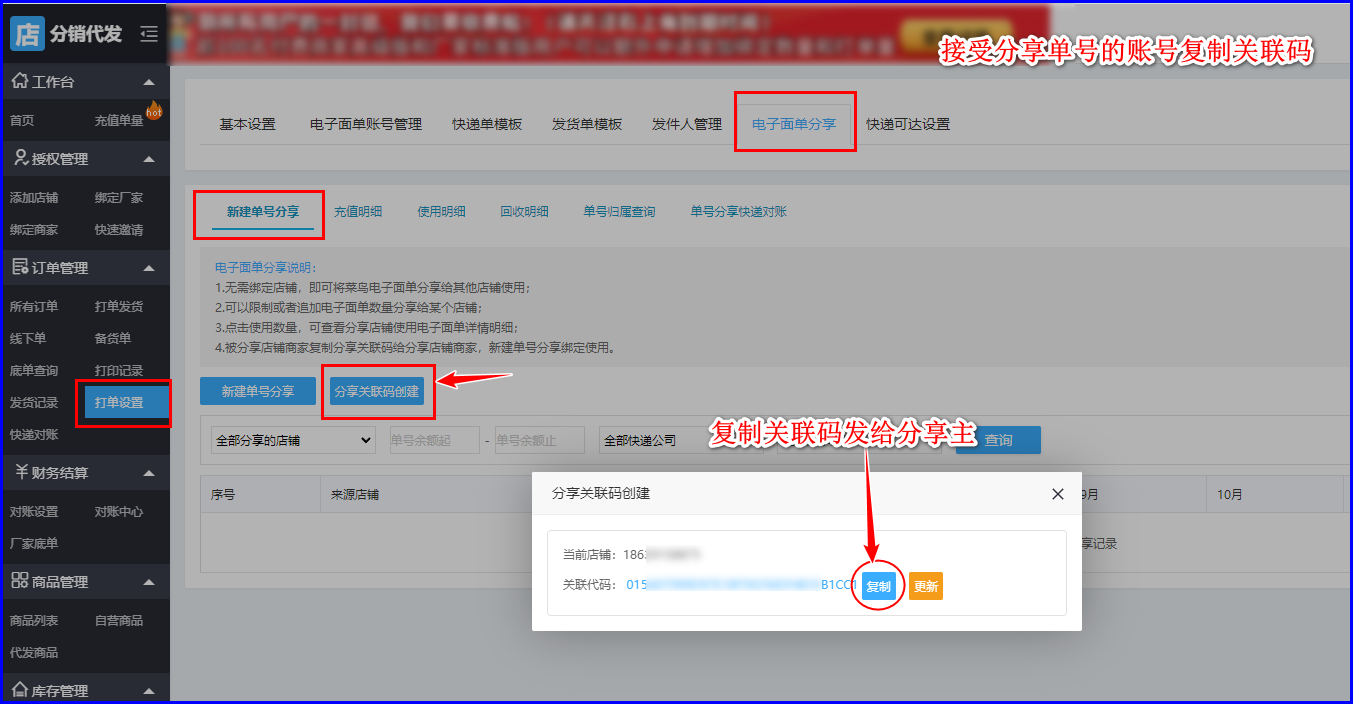 店 分销代发
接受分享单号的账号复制关联码
工作台
首页 充值单量 hot
授权管理
添加店铺 绑定厂家
绑定商家 快速邀请
订单管理
所有订单 打单发货
线下单 备货单
底单查询 打印记录
发货记录 打单设置
快递对账
财务结算
对账设置 对账中心
厂家底单
商品管理
商品列表 自营商品
代发商品
库存管理
基本设置 电子面单账号管理 快递单模板 发货单模板 发件人管理 电子面单分享 快递可达设置
新建单号分享 充值明细 使用明细 回收明细 单号归属查询 单号分享快递对账
电子面单分享说明：
1.无需绑定店铺，即可将菜鸟电子面单分享给其他店铺使用；
2.可以限制或者追加电子面单数量分享给某个店铺；
3.点击使用数量，可查看分享店铺使用电子面单详情明细；
4.被分享店铺商家复制分享关联码给分享店铺商家，新建单号分享绑定使用。
新建单号分享 分享关联码创建
复制关联码发给分享主
全部分享的店铺 单号余额起 - 单号余额止 全部快递公司 查询
序号 来源店铺 9月 10月
享记录
分享关联码创建
当前店铺：186
关联代码： 015 B1CC1 复制 更新